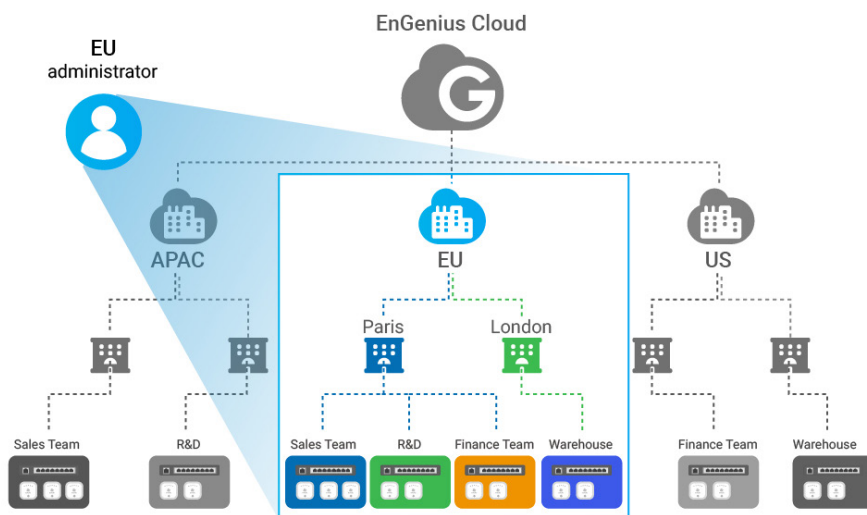 EnGenius Cloud
EU
administrator
G
APAC
EU
US
Paris
London
Sales Team
R&D
Sales Team
R&D
Finance Team
Warehouse
Finance Team
Warehouse